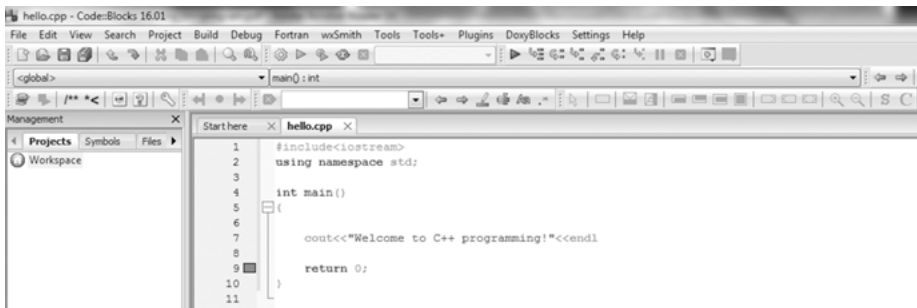 hello.cpp - Code::Blocks 16.01
File Edit View Search Project Build Debug Fortran wxSmith Tools Tools+ Plugins DoxyBlocks Settings Help
<global> main() : int
/** *< S C
Management × Start here × hello.cpp ×
Projects Symbols Files
Workspace
1 #include<iostream>
2 using namespace std;
3
4 int main()
5 {
6
7 cout<<"Welcome to C++ programming!"<<endl
8
9 return 0;
10 }
11